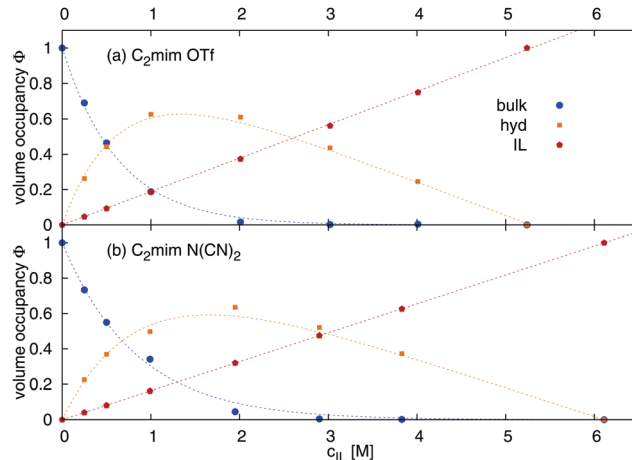 0 1 2 3 4 5 6
1
0.8
0.6
0.4
0.2
0
volume occupancy Φ
(a) C₂mim OTf
bulk
hyd
IL
1
0.8
0.6
0.4
0.2
0
volume occupancy Φ
(b) C₂mim N(CN)₂
0 1 2 3 4 5 6
c_IL [M]